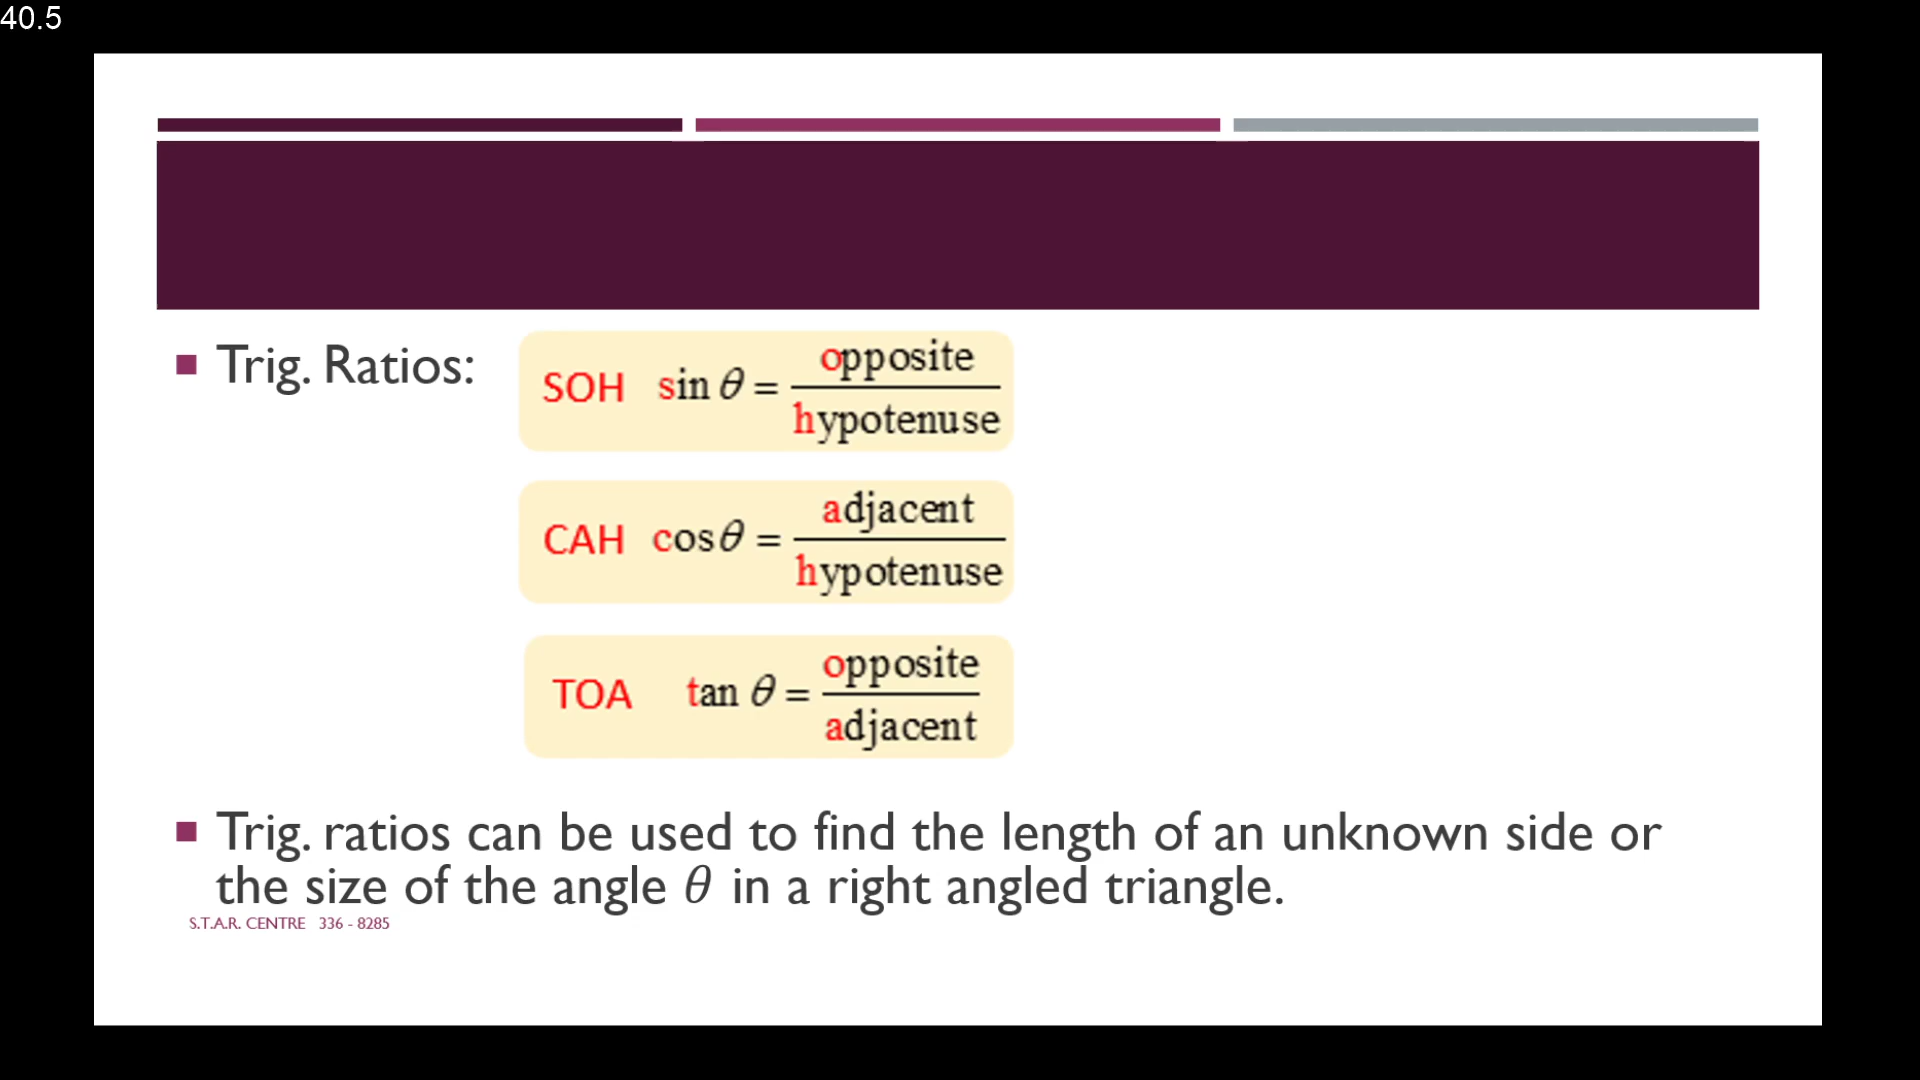 40.5
Trig. Ratios:
SOH sin θ = opposite / hypotenuse
CAH cos θ = adjacent / hypotenuse
TOA tan θ = opposite / adjacent
Trig. ratios can be used to find the length of an unknown side or
the size of the angle θ in a right angled triangle.
S.T.A.R. CENTRE 336 - 8285